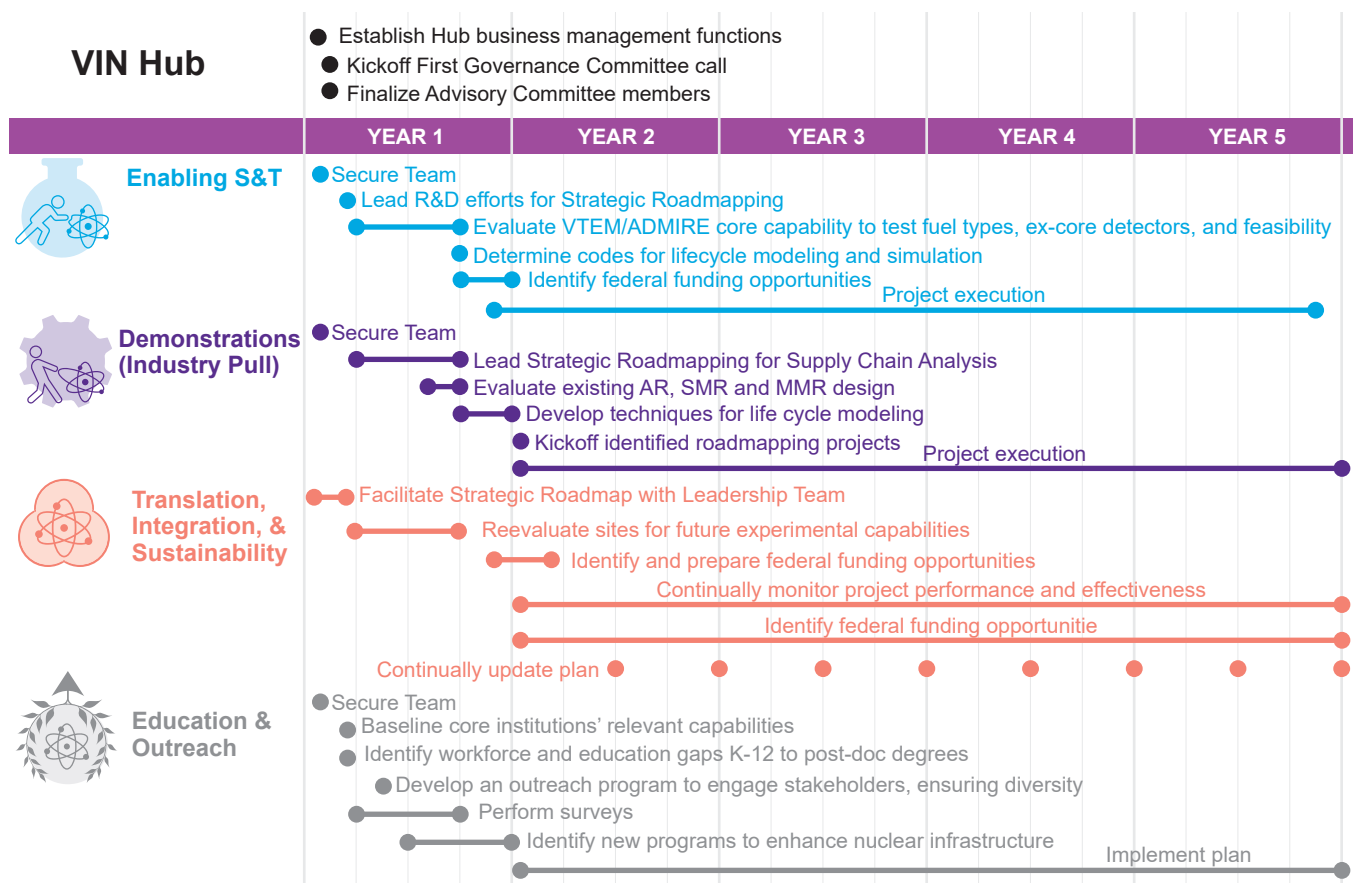 VIN Hub
Establish Hub business management functions
Kickoff First Governance Committee call
Finalize Advisory Committee members
YEAR 1
YEAR 2
YEAR 3
YEAR 4
YEAR 5
Enabling S&T
Secure Team
Lead R&D efforts for Strategic Roadmapping
Evaluate VTEM/ADMIRE core capability to test fuel types, ex-core detectors, and feasibility
Determine codes for lifecycle modeling and simulation
Identify federal funding opportunities
Project execution
Demonstrations
(Industry Pull)
Secure Team
Lead Strategic Roadmapping for Supply Chain Analysis
Evaluate existing AR, SMR and MMR design
Develop techniques for life cycle modeling
Kickoff identified roadmapping projects
Project execution
Translation,
Integration, &
Sustainability
Facilitate Strategic Roadmap with Leadership Team
Reevaluate sites for future experimental capabilities
Identify and prepare federal funding opportunities
Continually monitor project performance and effectiveness
Identify federal funding opportunitie
Continually update plan
Education &
Outreach
Secure Team
Baseline core institutions’ relevant capabilities
Identify workforce and education gaps K-12 to post-doc degrees
Develop an outreach program to engage stakeholders, ensuring diversity
Perform surveys
Identify new programs to enhance nuclear infrastructure
Implement plan